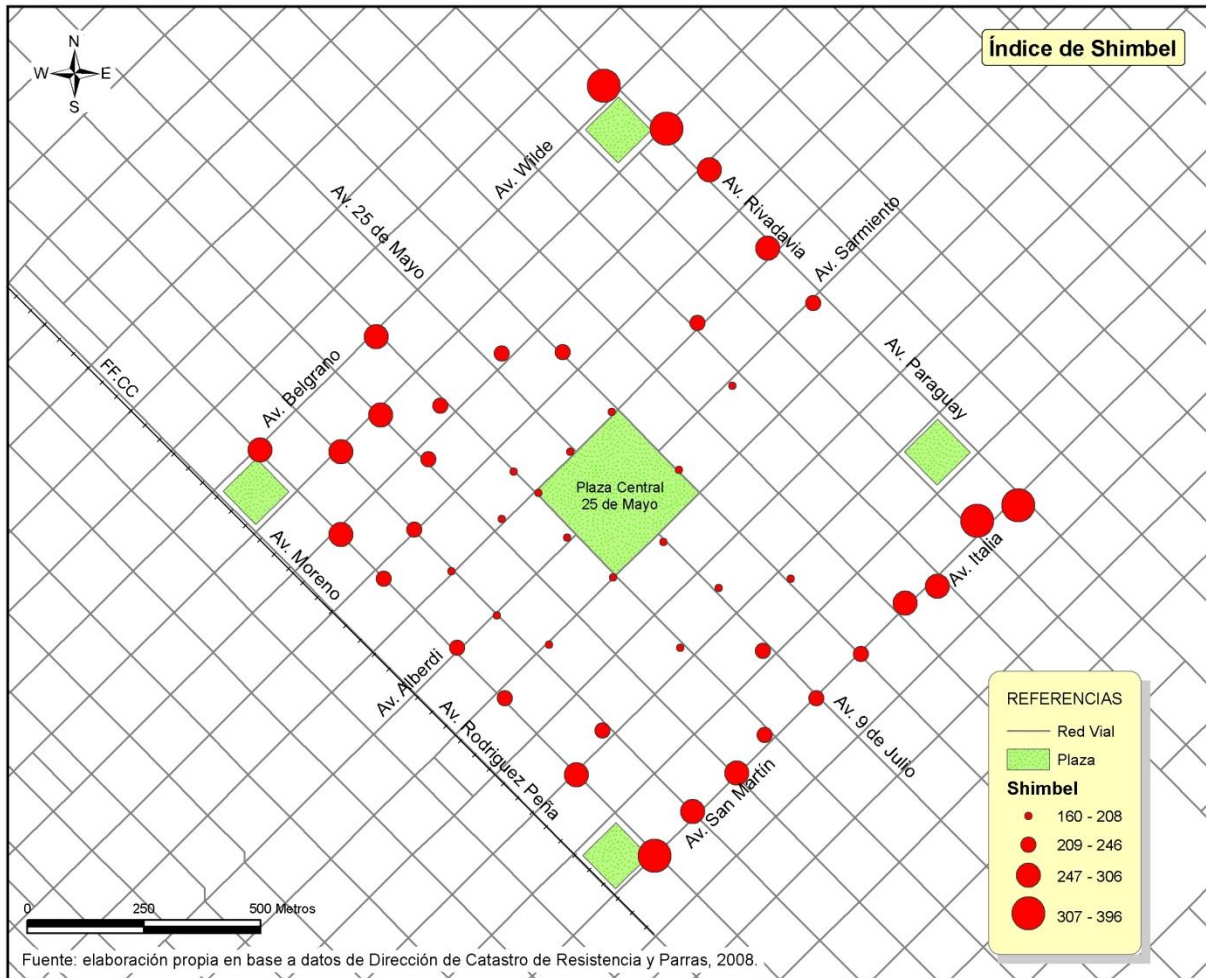 Índice de Shimbel
N
W
E
S
Av. Wilde
Av. 25 de Mayo
Av. Rivadavia
Av. Sarmiento
FF.CC
Av. Belgrano
Av. Paraguay
Plaza Central
25 de Mayo
Av. Moreno
Av. Italia
Av. Alberdi
Av. Rodriguez Peña
Av. 9 de Julio
Av. San Martín
REFERENCIAS
Red Vial
Plaza
Shimbel
160 - 208
209 - 246
247 - 306
307 - 396
0 250 500 Metros
Fuente: elaboración propia en base a datos de Dirección de Catastro de Resistencia y Parras, 2008.